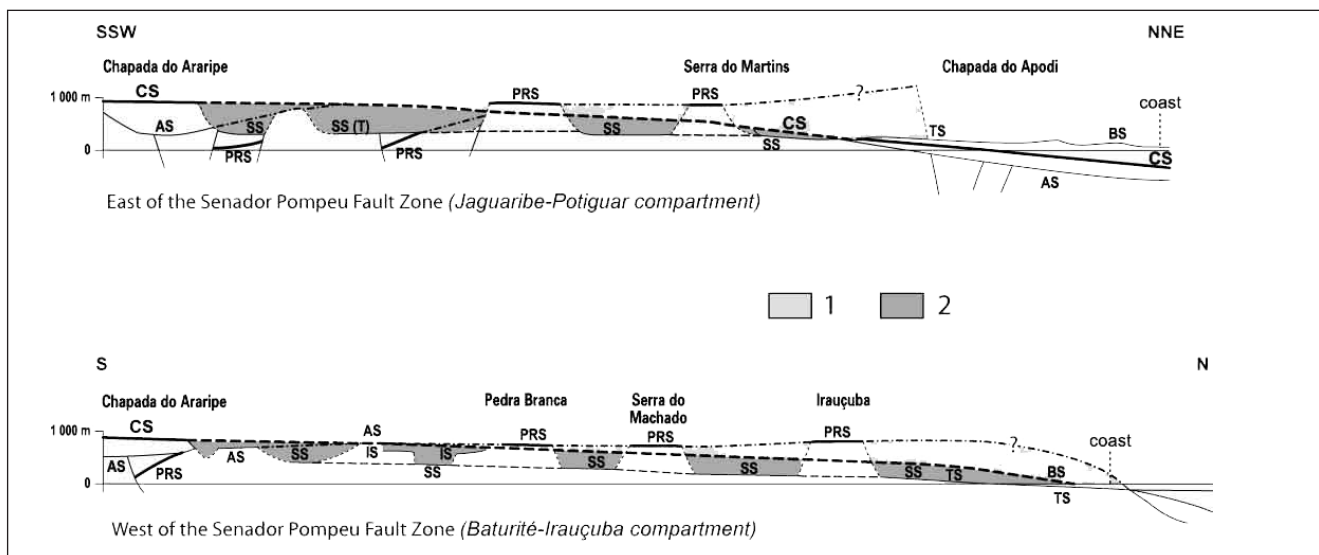 SSW NNE
Chapada do Araripe Serra do Martins Chapada do Apodi
CS PRS PRS ? coast
1 000 m
AS SS SS (T) SS CS TS BS
PRS PRS SS CS
0 AS
East of the Senador Pompeu Fault Zone (Jaguaribe-Potiguar compartment)
1 2
S N
Chapada do Araripe Pedra Branca Serra do Machado Irauçuba
CS AS PRS PRS PRS ? coast
1 000 m
AS PRS AS SS IS IS SS SS SS SS TS BS
0 TS
West of the Senador Pompeu Fault Zone (Baturité-Irauçuba compartment)